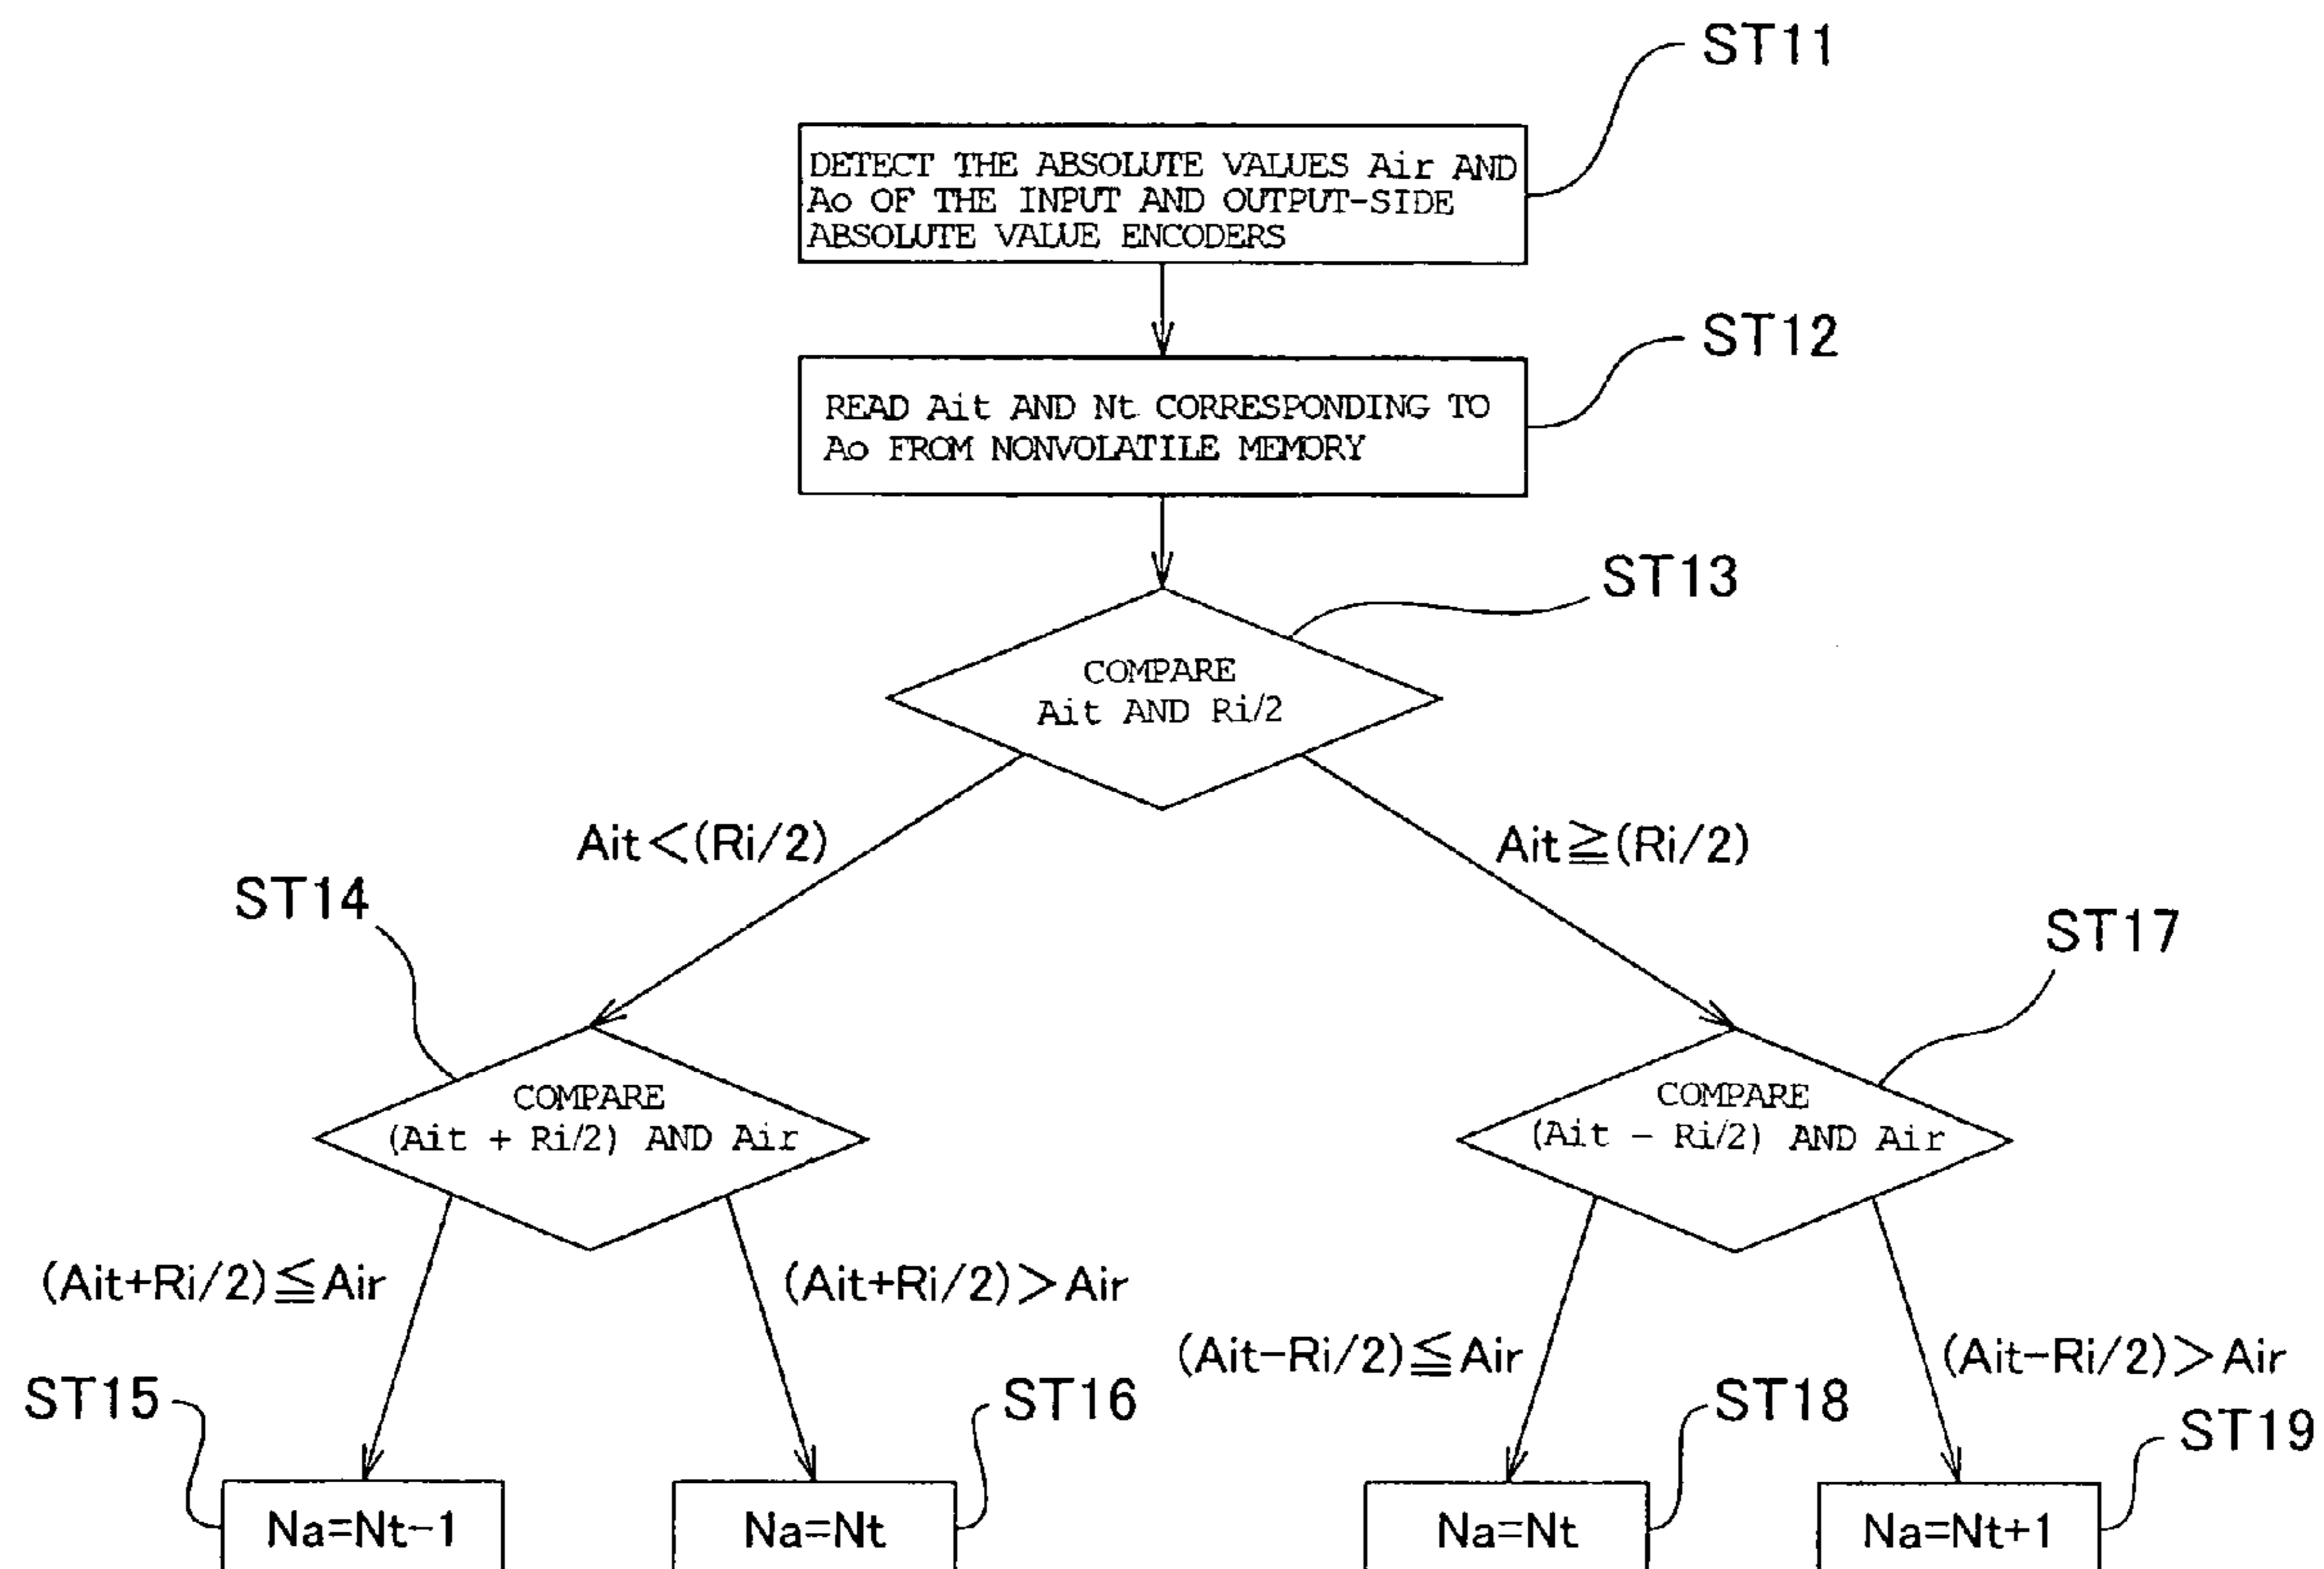 ST11
DETECT THE ABSOLUTE VALUES Air AND
Ao OF THE INPUT AND OUTPUT-SIDE
ABSOLUTE VALUE ENCODERS
ST12
READ Ait AND Nt CORRESPONDING TO
Ao FROM NONVOLATILE MEMORY
ST13
COMPARE
Ait AND Ri/2
Ait<(Ri/2)
Ait≧(Ri/2)
ST14
ST17
COMPARE
(Ait + Ri/2) AND Air
COMPARE
(Ait - Ri/2) AND Air
(Ait+Ri/2)≦Air
(Ait+Ri/2)>Air
(Ait-Ri/2)≦Air
(Ait-Ri/2)>Air
ST15
ST16
ST18
ST19
Na=Nt-1
Na=Nt
Na=Nt
Na=Nt+1